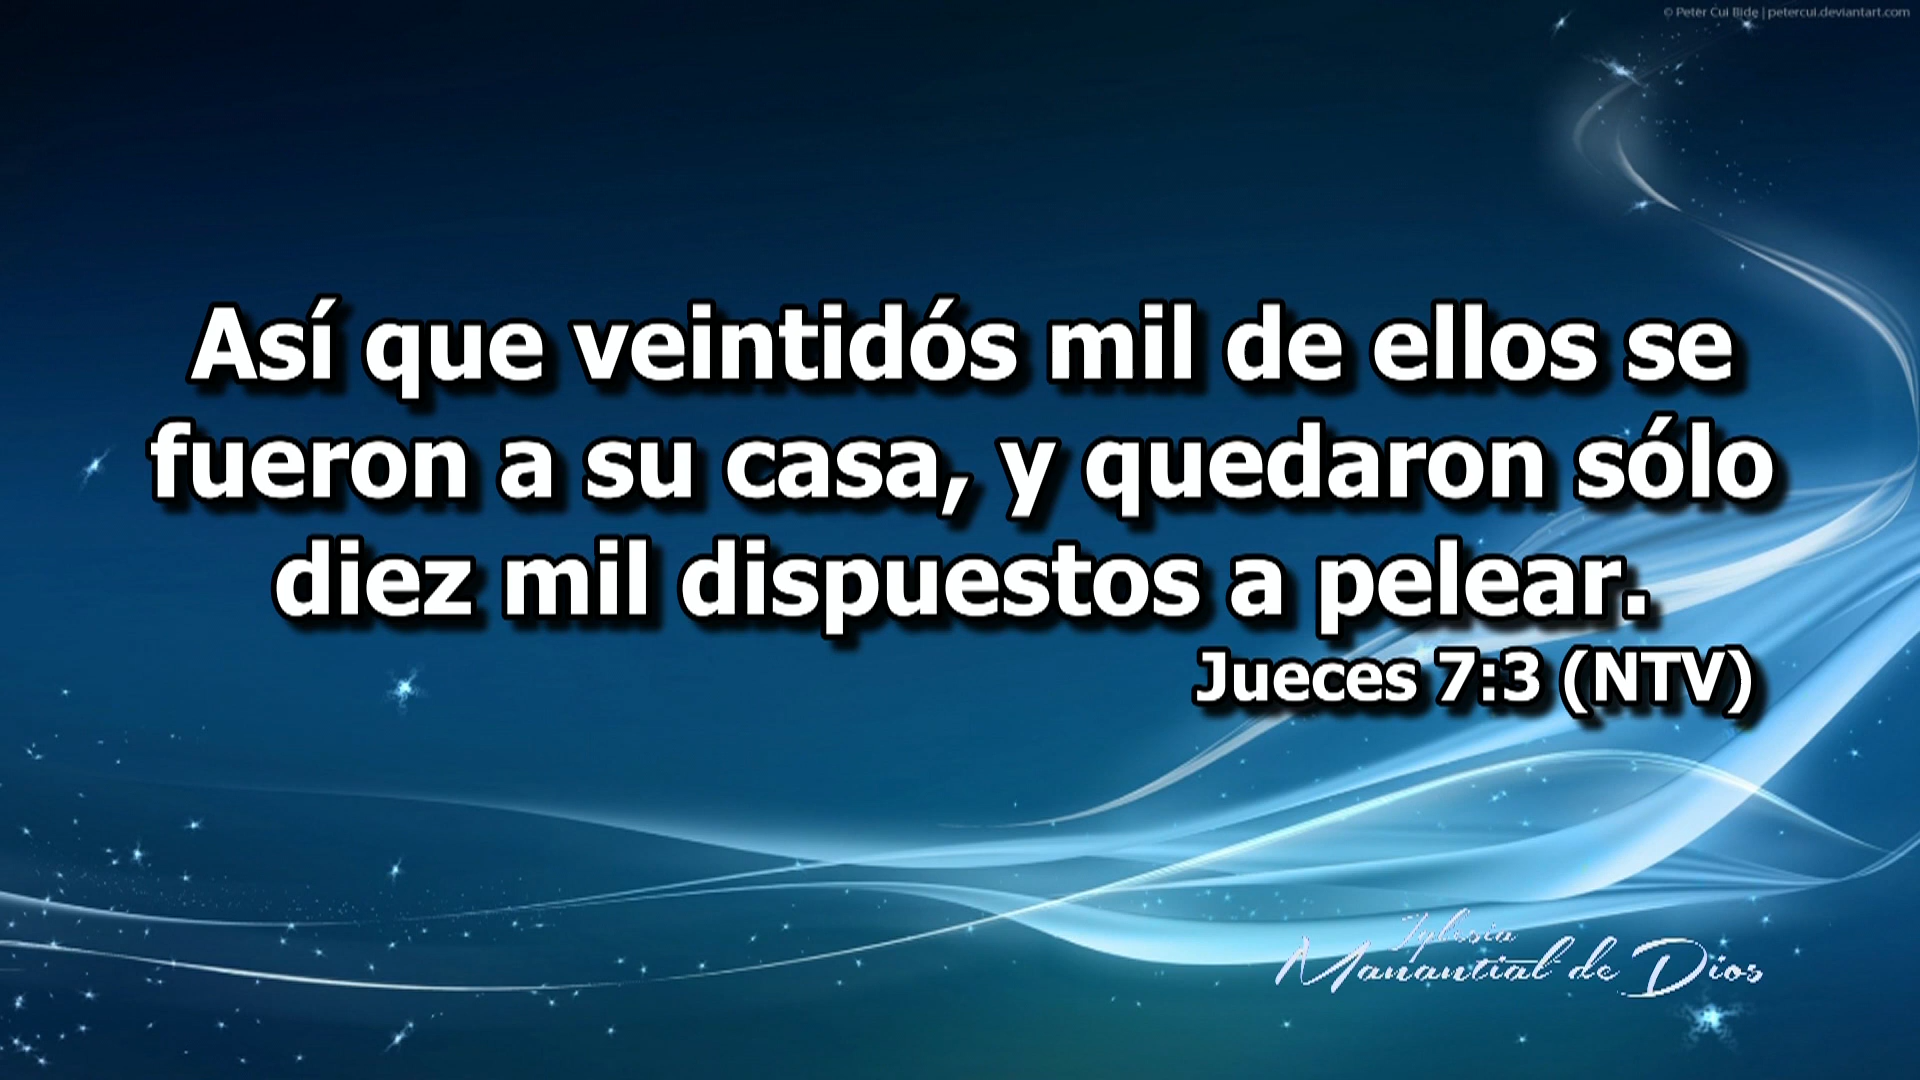 © Peter Cui Bide | petercui.deviantart.com
Así que veintidós mil de ellos se
fueron a su casa, y quedaron sólo
diez mil dispuestos a pelear.
Jueces 7:3 (NTV)
Iglesia
Manantial de Dios